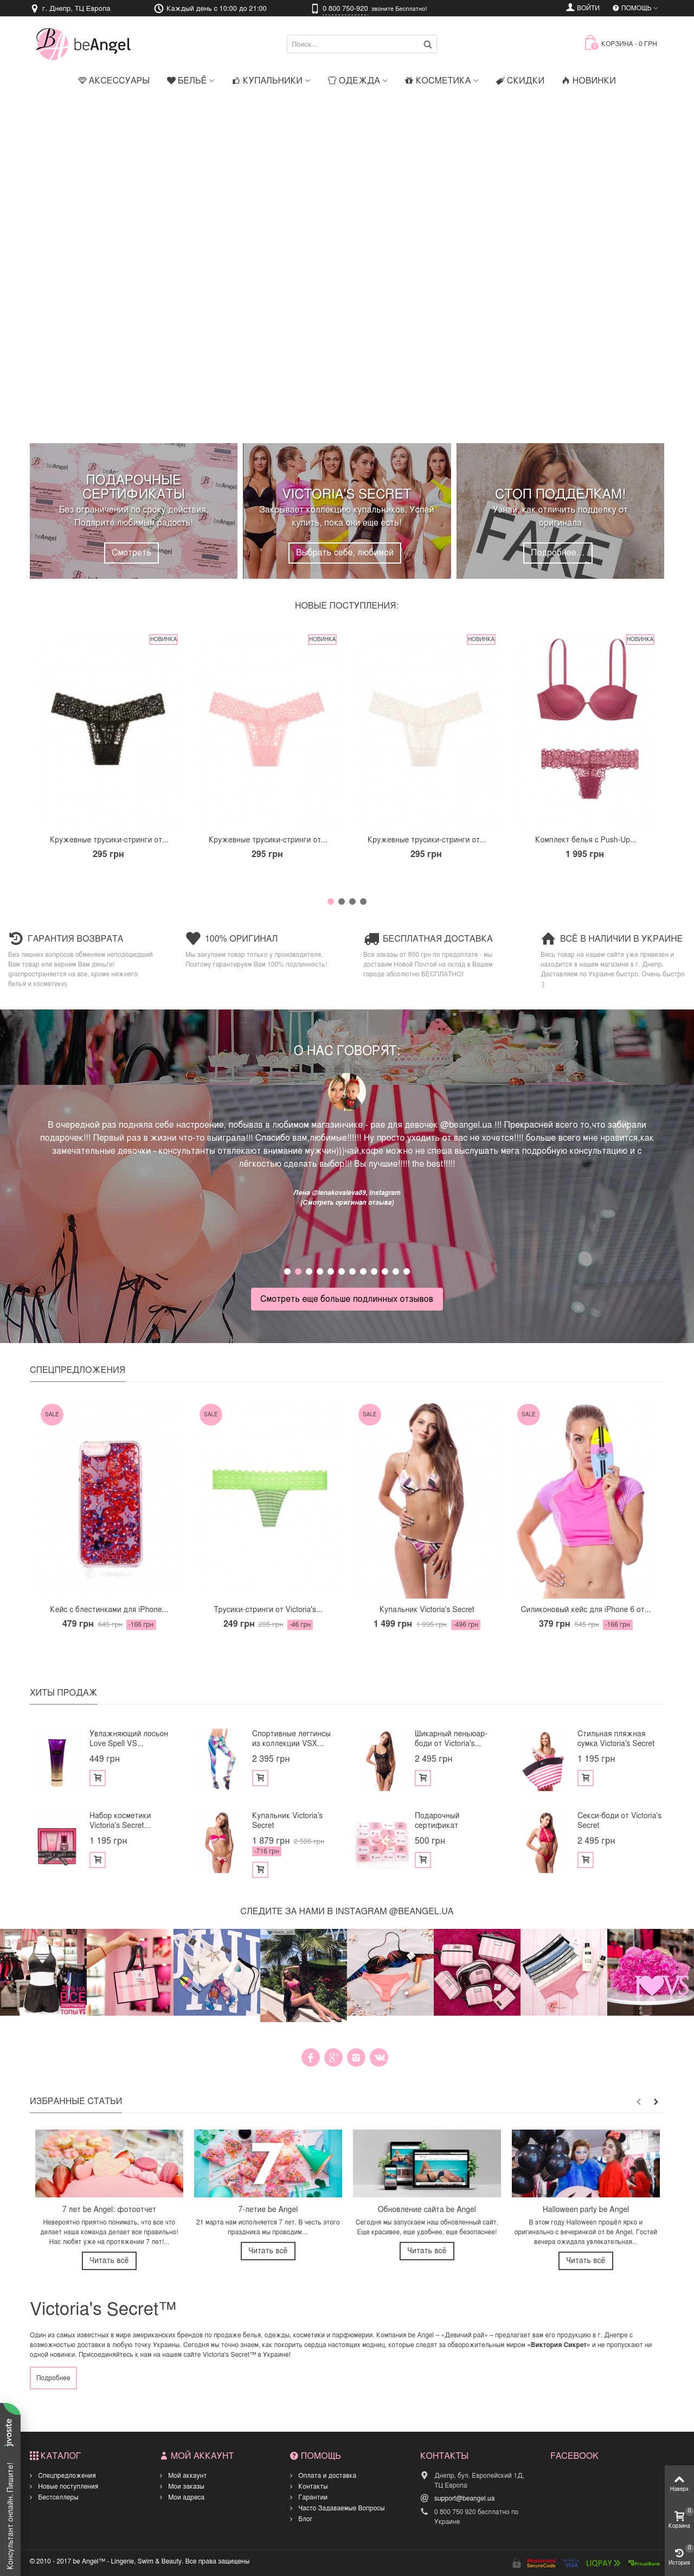 г. Днепр, ТЦ Европа
Каждый день с 10:00 до 21:00
0 800 750-920 звоните Бесплатно!
ВОЙТИ
ПОМОЩЬ
beAngel
Поиск...
КОРЗИНА - 0 ГРН
АКСЕССУАРЫ
БЕЛЬЁ
КУПАЛЬНИКИ
ОДЕЖДА
КОСМЕТИКА
СКИДКИ
НОВИНКИ
ПОДАРОЧНЫЕ
СЕРТИФИКАТЫ
Без ограничений по сроку действия.
Подарите любимым радость!
Смотреть
VICTORIA'S SECRET
Закрывает коллекцию купальников. Успей
купить, пока они еще есть!
Выбрать себе, любимой
СТОП ПОДДЕЛКАМ!
Узнай, как отличить подделку от
оригинала
Подробнее...
FAKE
НОВЫЕ ПОСТУПЛЕНИЯ:
НОВИНКА
НОВИНКА
НОВИНКА
НОВИНКА
Кружевные трусики-стринги от...
295 грн
Кружевные трусики-стринги от...
295 грн
Кружевные трусики-стринги от...
295 грн
Комплект белья с Push-Up...
1 995 грн
ГАРАНТИЯ ВОЗВРАТА
Без лишних вопросов обменяем неподошедший
Вам товар или вернем Вам деньги!
(распространяется на все, кроме нижнего
белья и косметики)
100% ОРИГИНАЛ
Мы закупаем товар только у производителя.
Поэтому гарантируем Вам 100% подлинность!
БЕСПЛАТНАЯ ДОСТАВКА
Все заказы от 800 грн по предоплате - мы
доставим Новой Почтой на склад в Вашем
городе абсолютно БЕСПЛАТНО!
ВСЁ В НАЛИЧИИ В УКРАИНЕ
Весь товар на нашем сайте уже привезен и
находится в нашем магазине в г. Днепр.
Доставляем по Украине быстро. Очень быстро
:)
О НАС ГОВОРЯТ:
В очередной раз подняла себе настроение, побывав в любимом магазинчике - рае для девочек @beangel.ua !!! Прекрасней всего то,что забирали
подарочек!!! Первый раз в жизни что-то выиграла!!! Спасибо вам,любимые!!!!!! Ну просто уходить от вас не хочется!!!! больше всего мне нравится,как
замечательные девочки - консультанты отвлекают внимание мужчин)))чай,кофе можно не спеша выслушать мега подробную консультацию и с
лёгкостью сделать выбор!!! Вы лучшие!!!!! the best!!!!!
Лена @lenakovaleva89, Instagram
(Смотреть оригинал отзыва)
Смотреть еще больше подлинных отзывов
СПЕЦПРЕДЛОЖЕНИЯ
SALE
SALE
SALE
SALE
Кейс с блестинками для iPhone...
479 грн 645 грн -166 грн
Трусики-стринги от Victoria's...
249 грн 295 грн -46 грн
Купальник Victoria's Secret
1 499 грн 1 995 грн -496 грн
Силиконовый кейс для iPhone 6 от...
379 грн 545 грн -166 грн
ХИТЫ ПРОДАЖ
Увлажняющий лосьон
Love Spell VS...
449 грн
Спортивные леггинсы
из коллекции VSX...
2 395 грн
Шикарный пеньюар-
боди от Victoria's...
2 495 грн
Стильная пляжная
сумка Victoria's Secret
1 195 грн
Набор косметики
Victoria's Secret...
1 195 грн
Купальник Victoria's
Secret
1 879 грн 2 595 грн
-716 грн
Подарочный
сертификат
500 грн
Секси-боди от Victoria's
Secret
2 495 грн
СЛЕДИТЕ ЗА НАМИ В INSTAGRAM @BEANGEL.UA
ИЗБРАННЫЕ СТАТЬИ
7 лет be Angel: фотоотчет
Невероятно приятно понимать, что все что
делает наша команда делает все правильно!
Нас любят уже на протяжении 7 лет!...
Читать всё
7-летие be Angel
21 марта нам исполняется 7 лет. В честь этого
праздника мы проводим...
Читать всё
Обновление сайта be Angel
Сегодня мы запускаем наш обновленный сайт.
Еще красивее, еще удобнее, еще безопаснее!
Читать всё
Halloween party be Angel
В этом году Halloween прошёл ярко и
оригинально с вечеринкой от be Angel. Гостей
вечера ожидала увлекательная...
Читать всё
Victoria's Secret™
Один из самых известных в мире американских брендов по продаже белья, одежды, косметики и парфюмерии. Компания be Angel – «Девичий рай» – предлагает вам его продукцию в г. Днепре с
возможностью доставки в любую точку Украины. Сегодня мы точно знаем, как покорить сердца настоящих модниц, которые следят за обворожительным миром «Виктория Сикрет» и не пропускают ни
одной новинки. Присоединяйтесь к нам на нашем сайте Victoria's Secret™ в Украине!
Подробнее
jivosite
Консультант онлайн. Пишите!
КАТАЛОГ
Спецпредложения
Новые поступления
Бестселлеры
МОЙ АККАУНТ
Мой аккаунт
Мои заказы
Мои адреса
ПОМОЩЬ
Оплата и доставка
Контакты
Гарантии
Часто Задаваемые Вопросы
Блог
КОНТАКТЫ
Днепр, бул. Европейский 1Д,
ТЦ Европа
support@beangel.ua
0 800 750 920 бесплатно по
Украине
FACEBOOK
Наверх
0
Корзина
0
История
© 2010 - 2017 be Angel™ - Lingerie, Swim & Beauty. Все права защищены
Mastercard
SecureCode
VISA
LIQPAY
PrivatBank